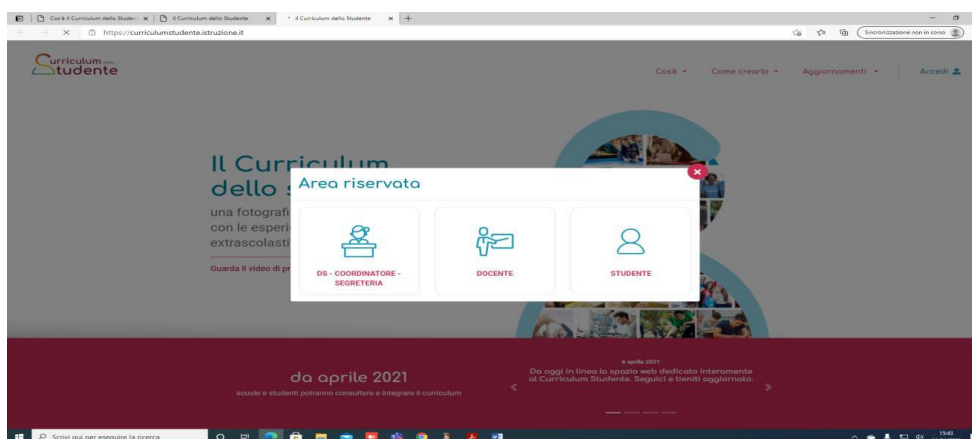 Cos'è il Curriculum dello Studen
il Curriculum dello Studente
il Curriculum dello Studente
https://curriculumstudente.istruzione.it
Sincronizzazione non in corso
Curriculum dello
Studente
Cos'è
Come crearlo
Aggiornamenti
Accedi
Il Curriculum
dello s
una fotografi
con le esperi
extrascolasti
Guarda il video di pr
Area riservata
DS - COORDINATORE -
SEGRETERIA
DOCENTE
STUDENTE
da aprile 2021
scuole e studenti potranno consultare e integrare il curriculum
6 aprile 2021
Da oggi in linea lo spazio web dedicato interamente
al Curriculum Studente. Seguici e tieniti aggiornato.
Scrivi qui per eseguire la ricerca
15:43